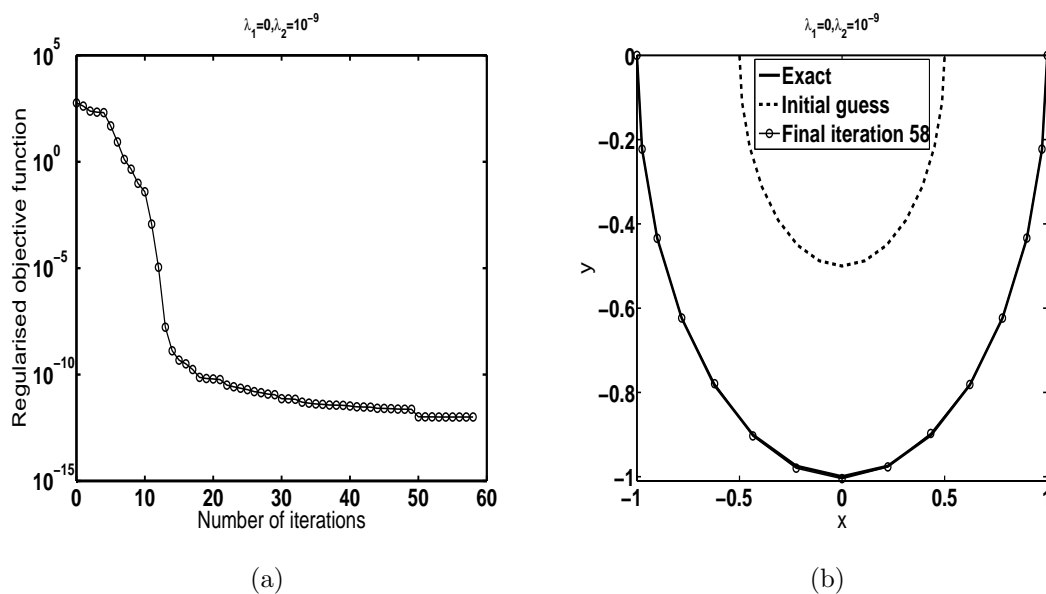 λ1=0,λ2=10−9
10^5
10^0
10^−5
10^−10
10^−15
Regularised objective function
0 10 20 30 40 50 60
Number of iterations
(a)
λ1=0,λ2=10−9
Exact
Initial guess
Final iteration 58
0
−0.2
−0.4
−0.6
−0.8
−1
y
−1 −0.5 0 0.5 1
x
(b)